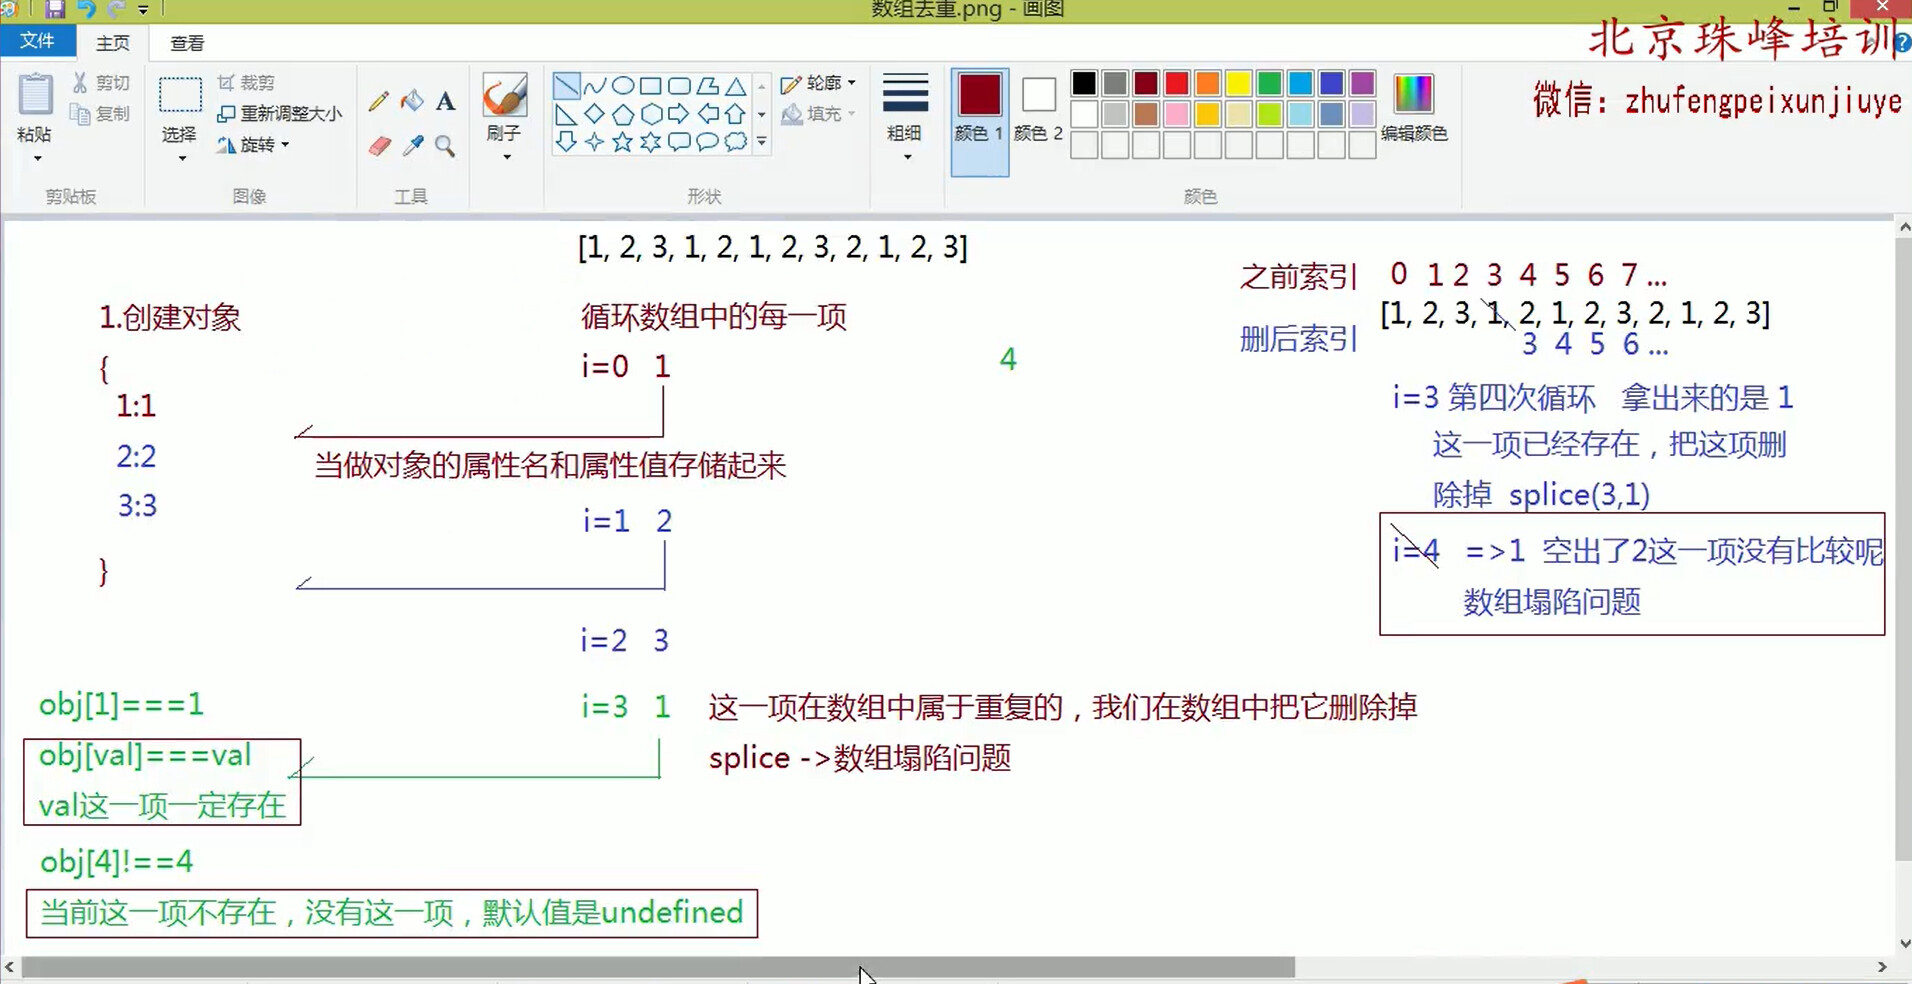 数组去重.png - 画图
北京珠峰培训
微信：zhufengpeixunjiuye
文件 主页 查看
粘贴
剪切
复制
剪贴板
选择
裁剪
重新调整大小
旋转
图像
A
工具
刷子
形状
轮廓
填充
粗细
颜色 1
颜色 2
编辑颜色
颜色
[1, 2, 3, 1, 2, 1, 2, 3, 2, 1, 2, 3]
1.创建对象
{
1:1
2:2
3:3
}
循环数组中的每一项
i=0 1
当做对象的属性名和属性值存储起来
i=1 2
i=2 3
i=3 1 这一项在数组中属于重复的，我们在数组中把它删除掉
splice ->数组塌陷问题
4
obj[1]===1
obj[val]===val
val这一项一定存在
obj[4]!==4
当前这一项不存在，没有这一项，默认值是undefined
之前索引 0 1 2 3 4 5 6 7 ...
[1, 2, 3, 1, 2, 1, 2, 3, 2, 1, 2, 3]
删后索引 3 4 5 6 ...
i=3 第四次循环 拿出来的是 1
这一项已经存在，把这项删
除掉 splice(3,1)
i=4 =>1 空出了2这一项没有比较呢
数组塌陷问题